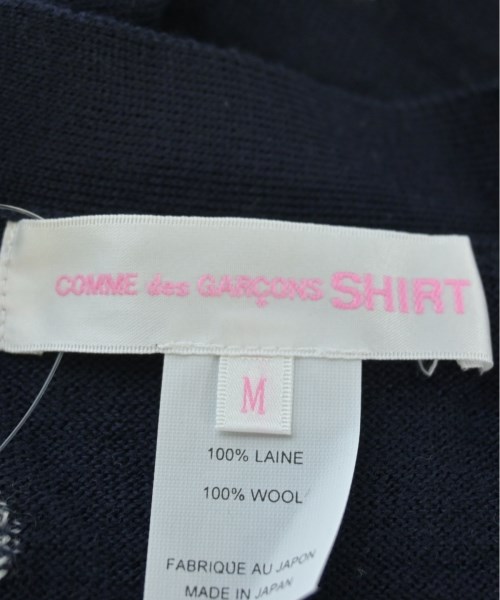 COMME des GARÇONS SHIRT
M
100% LAINE
100% WOOL
FABRIQUE AU JAPON
MADE IN JAPAN